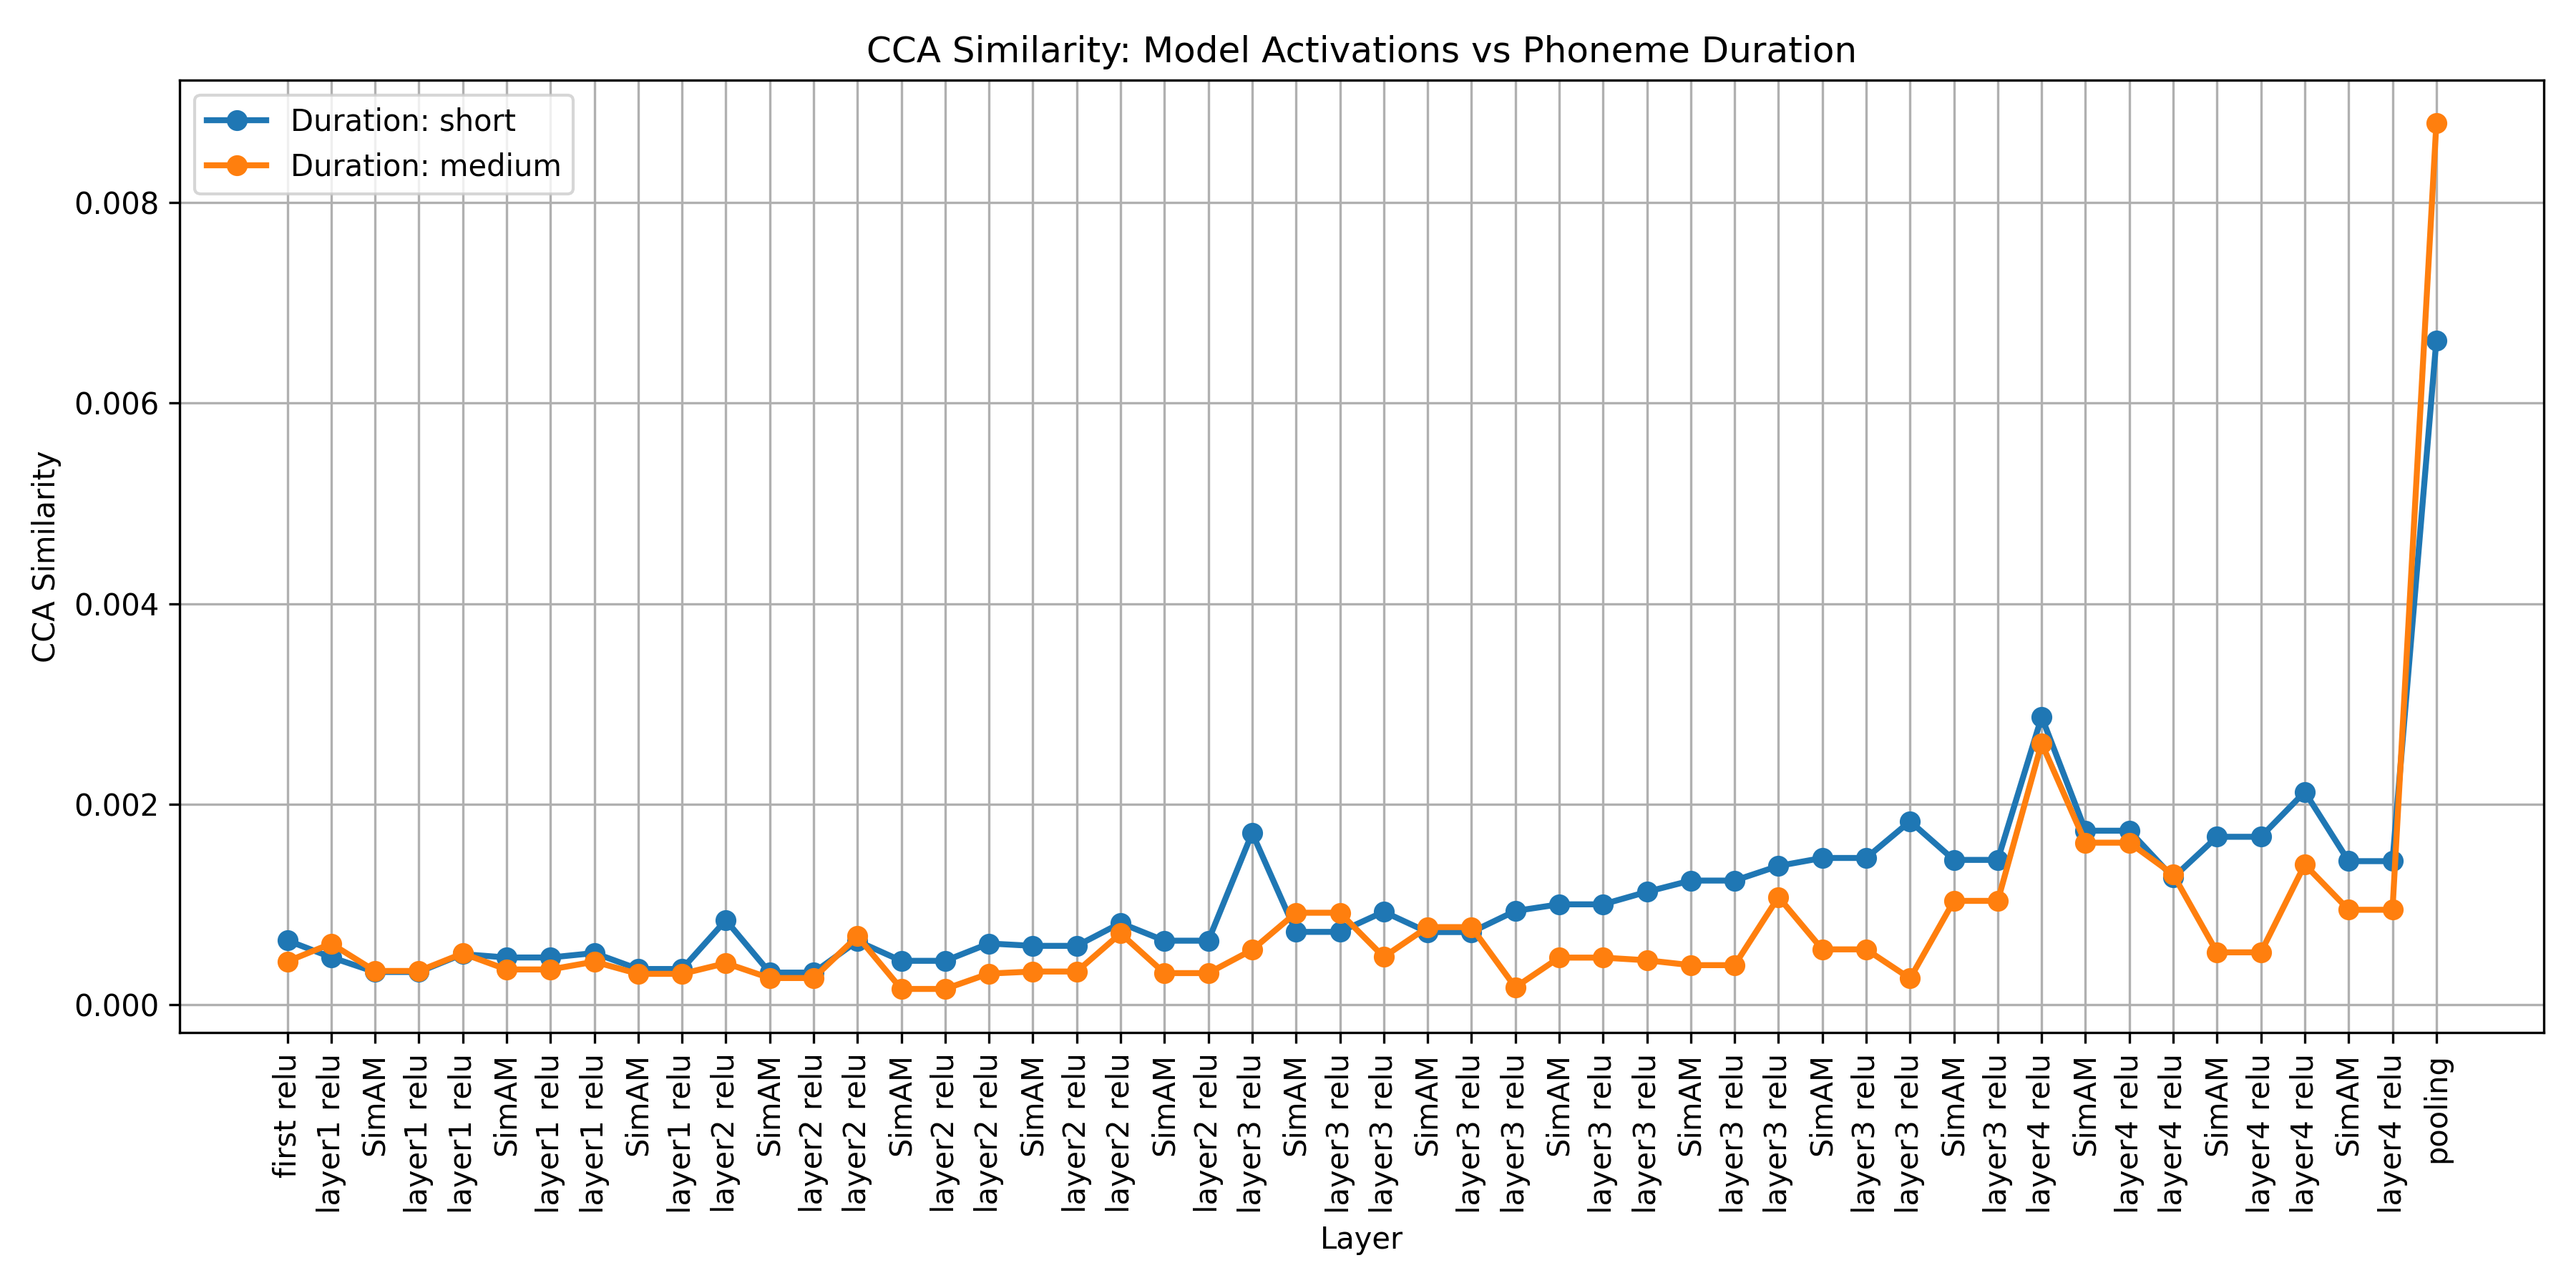 CCA Similarity: Model Activations vs Phoneme Duration
Duration: short
Duration: medium
CCA Similarity
0.008
0.006
0.004
0.002
0.000
first relu
layer1 relu
SimAM
layer1 relu
layer1 relu
SimAM
layer1 relu
layer1 relu
SimAM
layer1 relu
layer2 relu
SimAM
layer2 relu
layer2 relu
SimAM
layer2 relu
layer2 relu
SimAM
layer2 relu
layer2 relu
SimAM
layer2 relu
layer3 relu
SimAM
layer3 relu
layer3 relu
SimAM
layer3 relu
layer3 relu
SimAM
layer3 relu
layer3 relu
SimAM
layer3 relu
layer3 relu
SimAM
layer3 relu
layer3 relu
SimAM
layer3 relu
layer4 relu
SimAM
layer4 relu
layer4 relu
SimAM
layer4 relu
layer4 relu
SimAM
layer4 relu
pooling
Layer